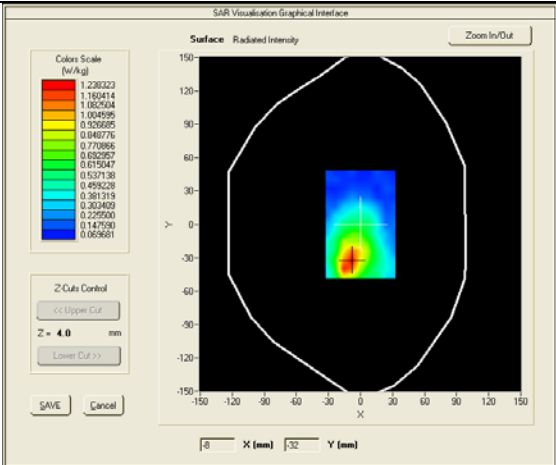 SAR Visualisation Graphical Interface
Surface Radiated Intensity
Zoom In/Out
Colors Scale
(W/kg)
1.238323
1.160414
1.082504
1.004595
0.926685
0.848776
0.770866
0.692957
0.615047
0.537138
0.459228
0.381319
0.303409
0.225500
0.147590
0.069681
Z-Cuts Control
<< Upper Cut
Z = 4.0 mm
Lower Cut >>
SAVE Cancel
150
120
90
60
30
0
-30
-60
-90
-120
-150
Y
-150 -120 -90 -60 -30 0 30 60 90 120 150
X
-8 X (mm) -32 Y (mm)